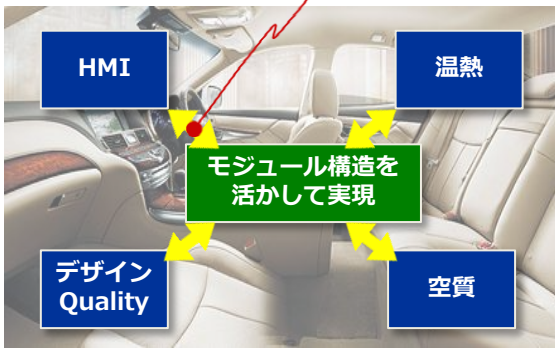 HMI
温熱
モジュール構造を
活かして実現
デザイン
Quality
空質